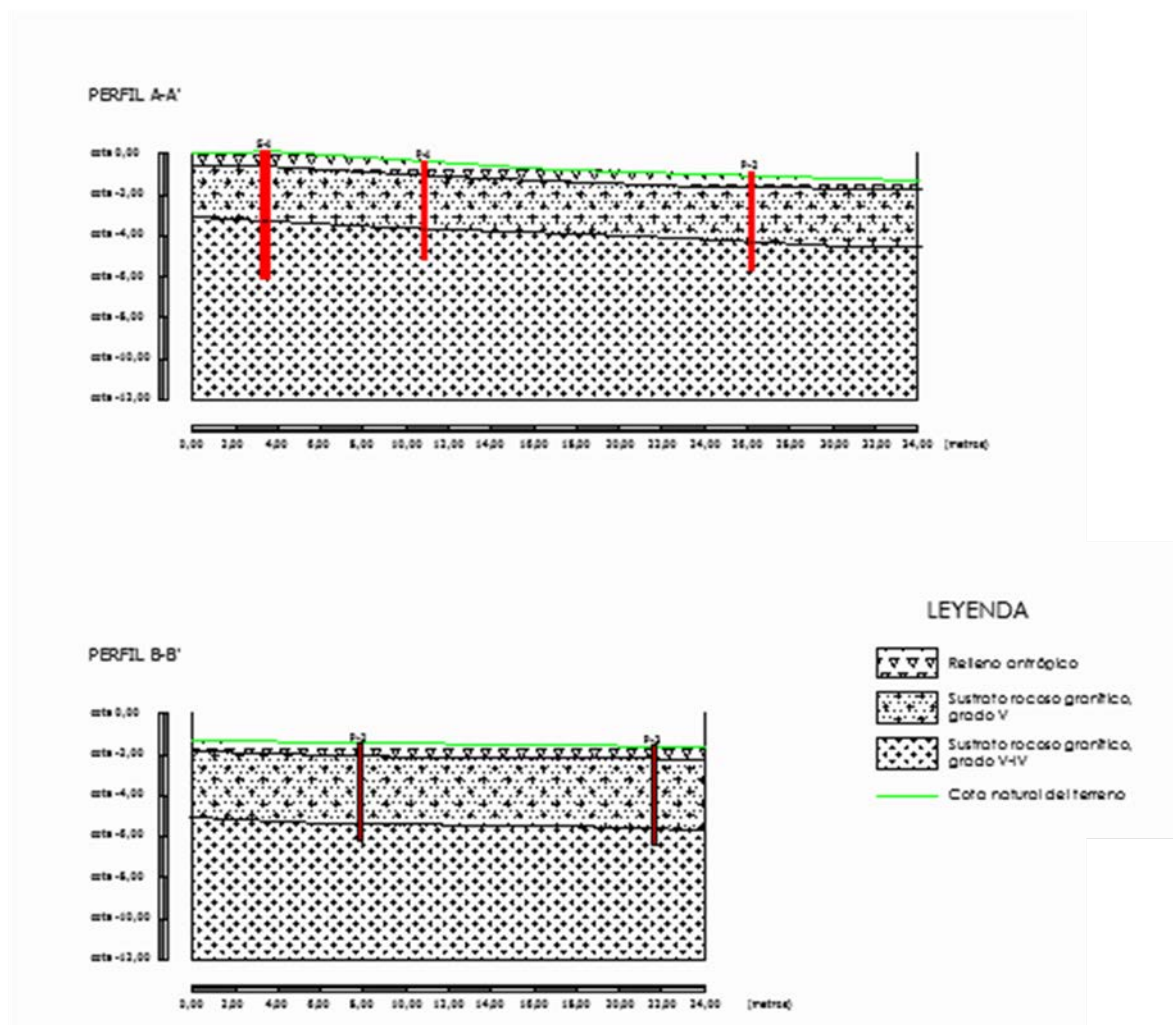 PERFIL A-A'
S-1
P-1
cota 0,00
cota -2,00
cota -4,00
cota -6,00
cota -8,00
cota -10,00
cota -12,00
0,00 2,00 4,00 6,00 8,00 10,00 12,00 14,00 16,00 18,00 20,00 22,00 24,00 26,00 28,00 30,00 32,00 34,00 (metros)
PERFIL B-B'
cota 0,00
cota -2,00
cota -4,00
cota -6,00
cota -8,00
cota -10,00
cota -12,00
0,00 2,00 4,00 6,00 8,00 10,00 12,00 14,00 16,00 18,00 20,00 22,00 24,00 (metros)
LEYENDA
Relleno antrópico
Sustrato rocoso granítico,
grado V
Sustrato rocoso granítico,
grado V-IV
Cota natural del terreno